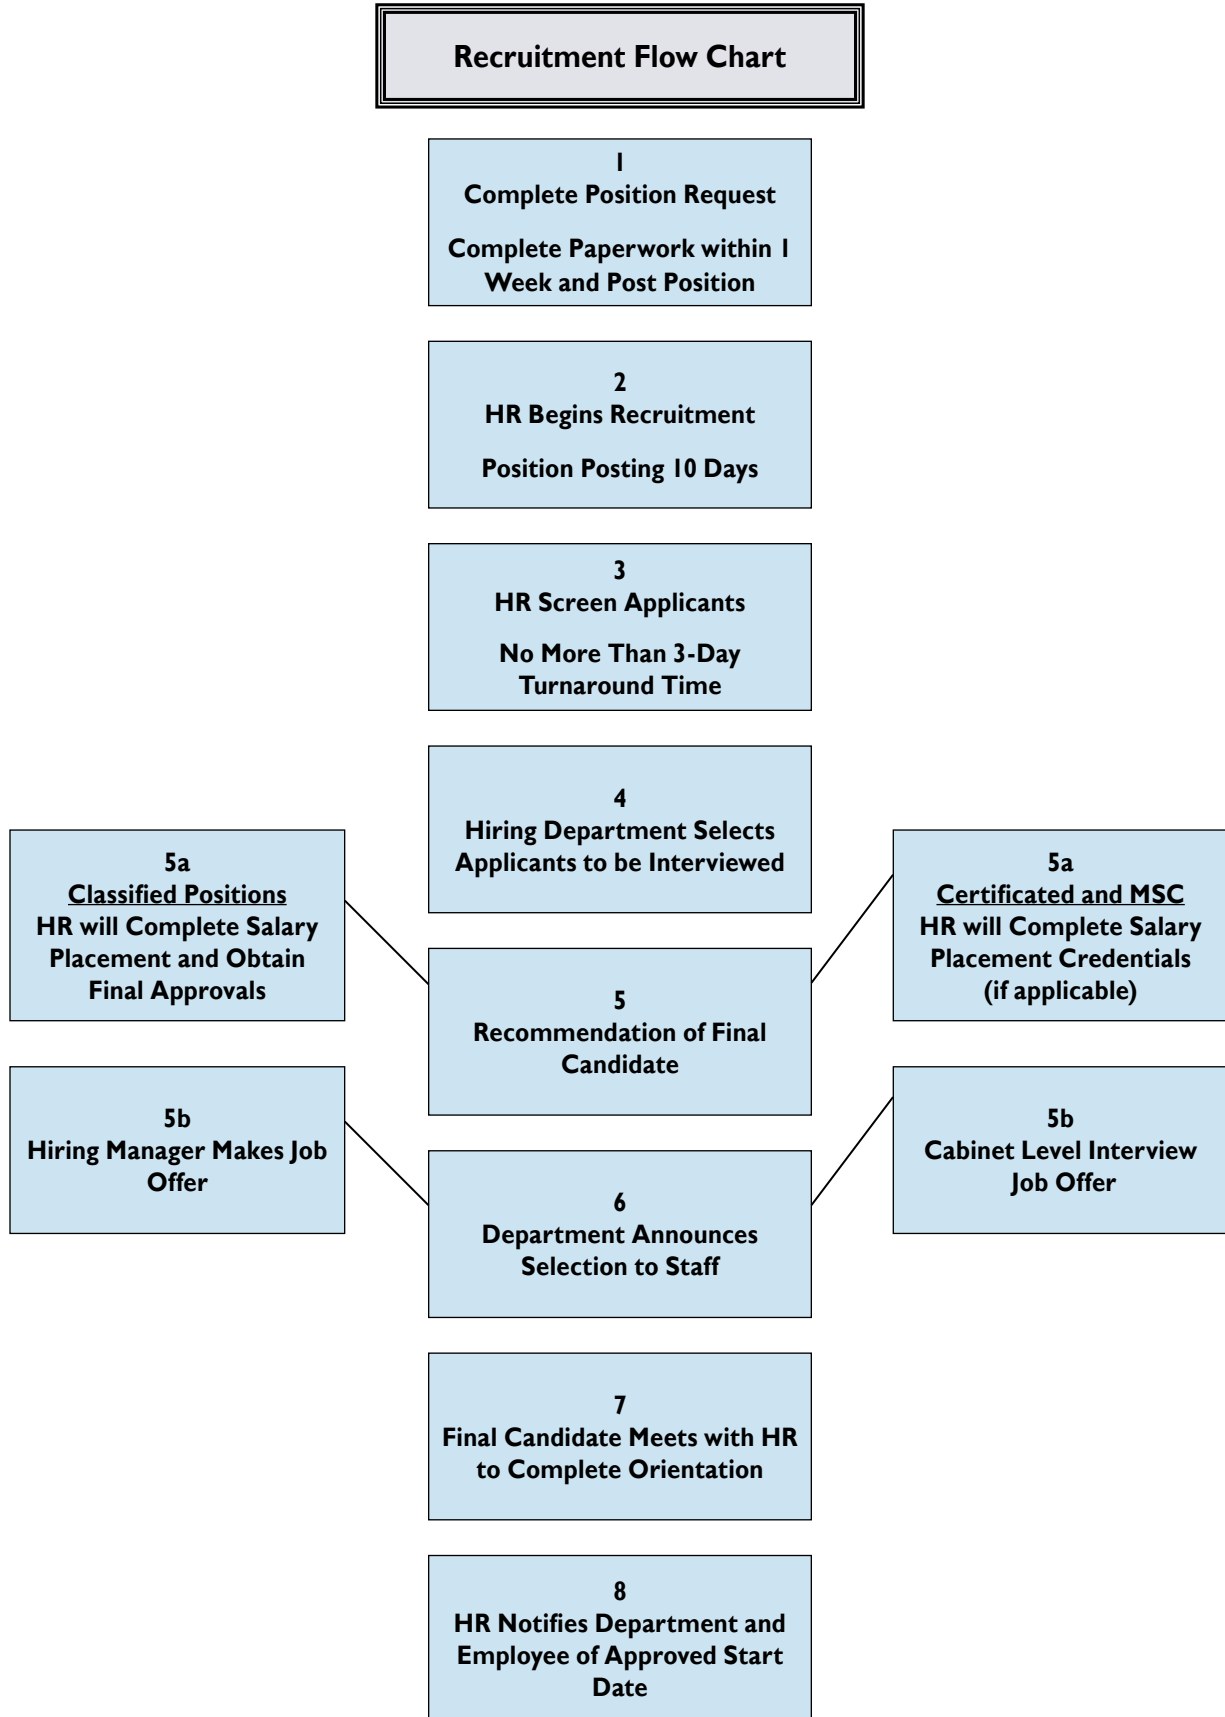 Recruitment Flow Chart
1
Complete Position Request
Complete Paperwork within 1
Week and Post Position
2
HR Begins Recruitment
Position Posting 10 Days
3
HR Screen Applicants
No More Than 3-Day
Turnaround Time
4
Hiring Department Selects
Applicants to be Interviewed
5a
Classified Positions
HR will Complete Salary
Placement and Obtain
Final Approvals
5a
Certificated and MSC
HR will Complete Salary
Placement Credentials
(if applicable)
5
Recommendation of Final
Candidate
5b
Hiring Manager Makes Job
Offer
5b
Cabinet Level Interview
Job Offer
6
Department Announces
Selection to Staff
7
Final Candidate Meets with HR
to Complete Orientation
8
HR Notifies Department and
Employee of Approved Start
Date